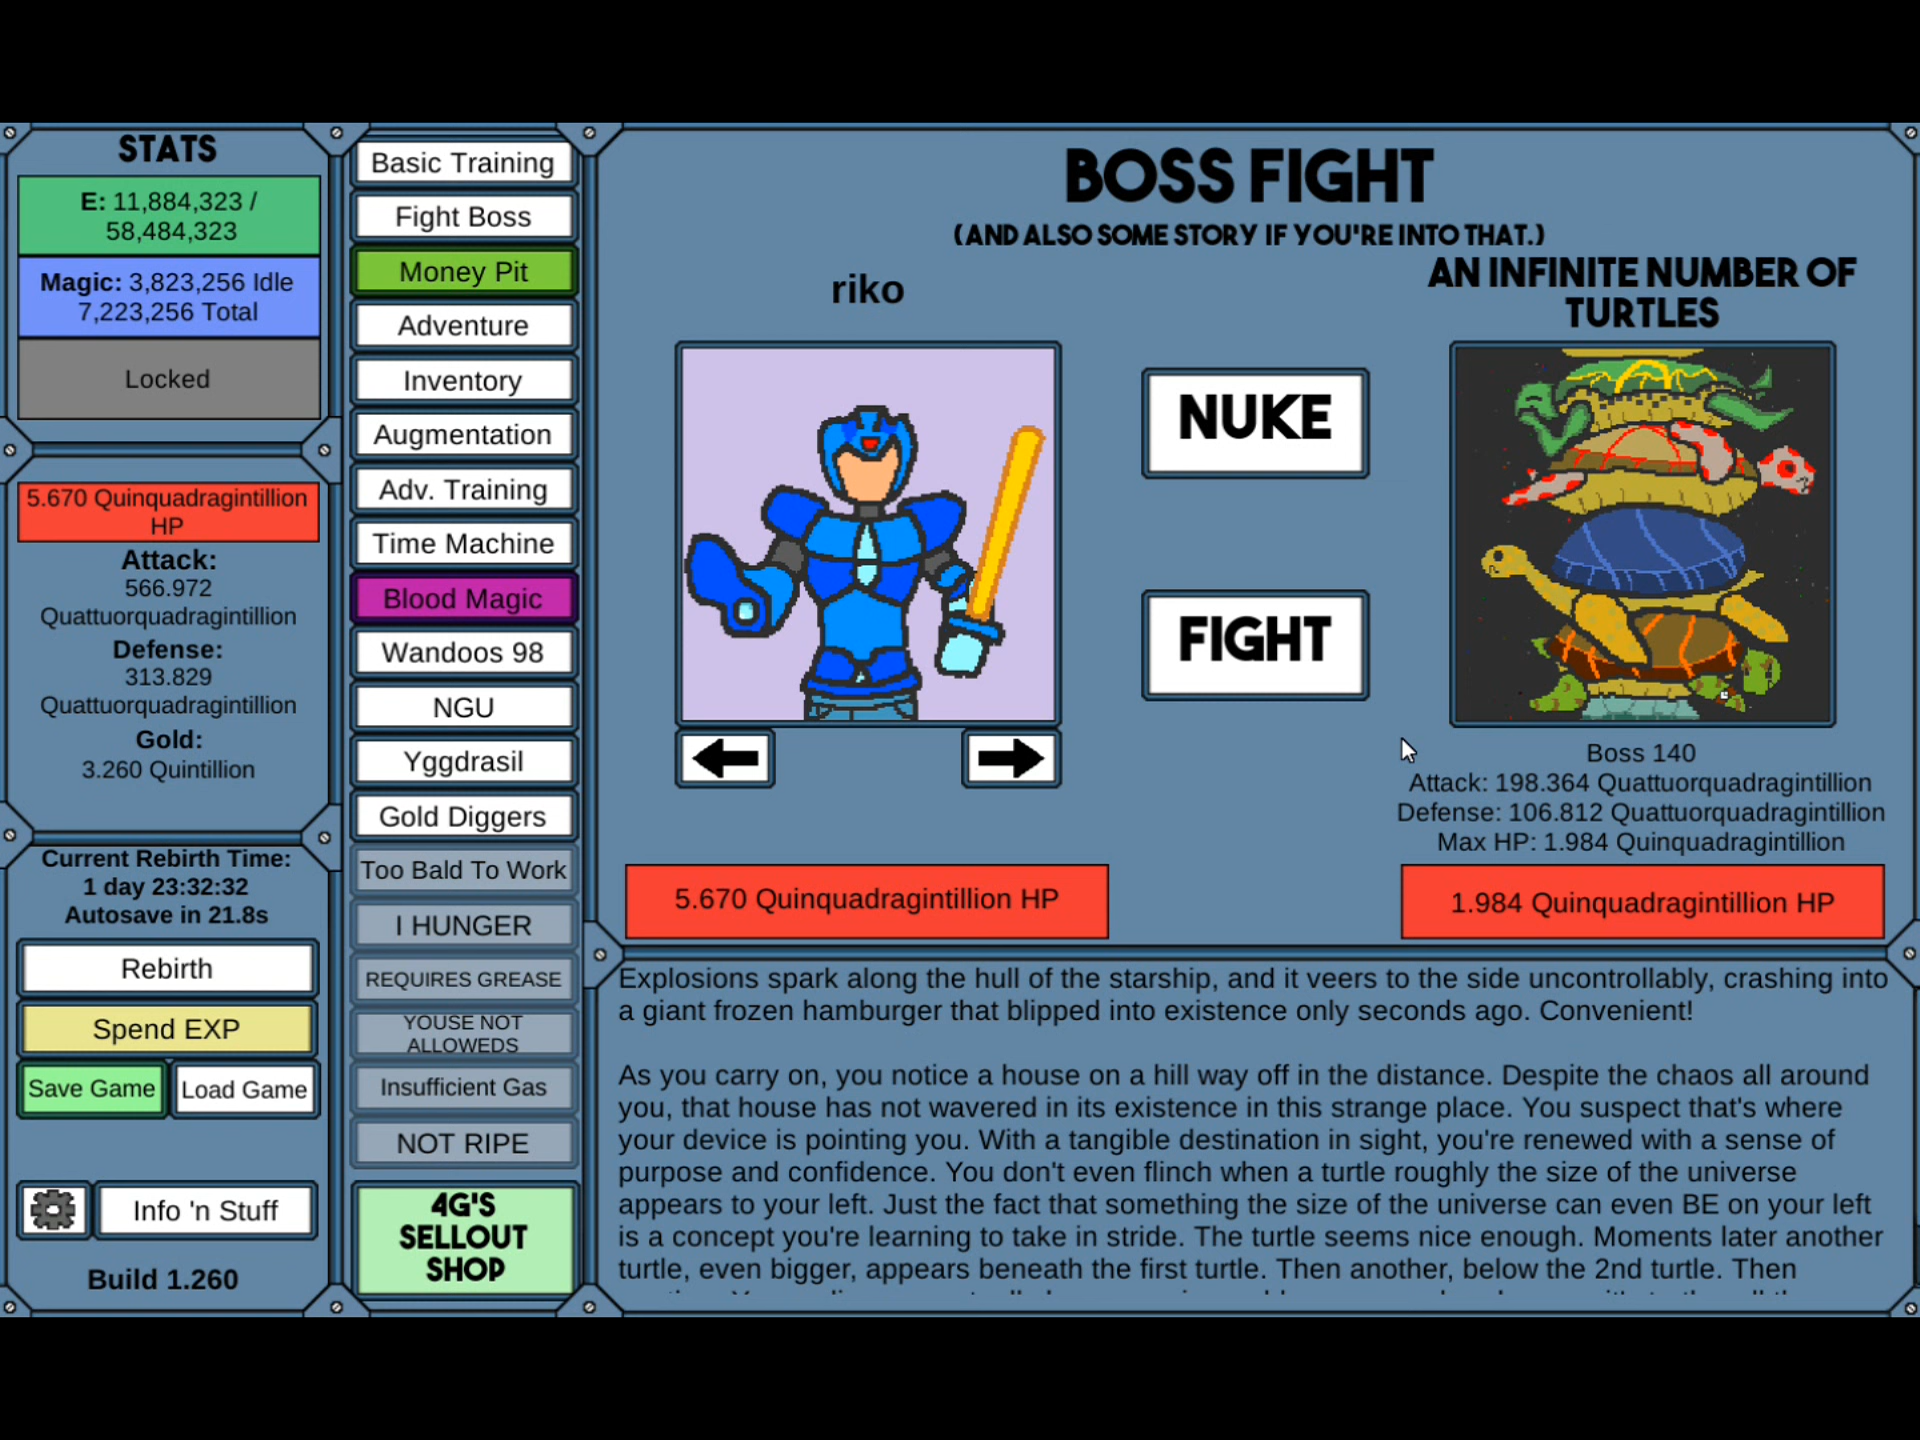 STATS
E: 11,884,323 /
58,484,323
Magic: 3,823,256 Idle
7,223,256 Total
Locked
5.670 Quinquadragintillion
HP
Attack:
566.972
Quattuorquadragintillion
Defense:
313.829
Quattuorquadragintillion
Gold:
3.260 Quintillion
Current Rebirth Time:
1 day 23:32:32
Autosave in 21.8s
Rebirth
Spend EXP
Save Game
Load Game
Info 'n Stuff
Build 1.260
Basic Training
Fight Boss
Money Pit
Adventure
Inventory
Augmentation
Adv. Training
Time Machine
Blood Magic
Wandoos 98
NGU
Yggdrasil
Gold Diggers
Too Bald To Work
I HUNGER
REQUIRES GREASE
YOUSE NOT
ALLOWEDS
Insufficient Gas
NOT RIPE
4G'S
SELLOUT
SHOP
BOSS FIGHT
(AND ALSO SOME STORY IF YOU'RE INTO THAT.)
riko
AN INFINITE NUMBER OF
TURTLES
NUKE
FIGHT
Boss 140
Attack: 198.364 Quattuorquadragintillion
Defense: 106.812 Quattuorquadragintillion
Max HP: 1.984 Quinquadragintillion
5.670 Quinquadragintillion HP
1.984 Quinquadragintillion HP
Explosions spark along the hull of the starship, and it veers to the side uncontrollably, crashing into
a giant frozen hamburger that blipped into existence only seconds ago. Convenient!
As you carry on, you notice a house on a hill way off in the distance. Despite the chaos all around
you, that house has not wavered in its existence in this strange place. You suspect that's where
your device is pointing you. With a tangible destination in sight, you're renewed with a sense of
purpose and confidence. You don't even flinch when a turtle roughly the size of the universe
appears to your left. Just the fact that something the size of the universe can even BE on your left
is a concept you're learning to take in stride. The turtle seems nice enough. Moments later another
turtle, even bigger, appears beneath the first turtle. Then another, below the 2nd turtle. Then